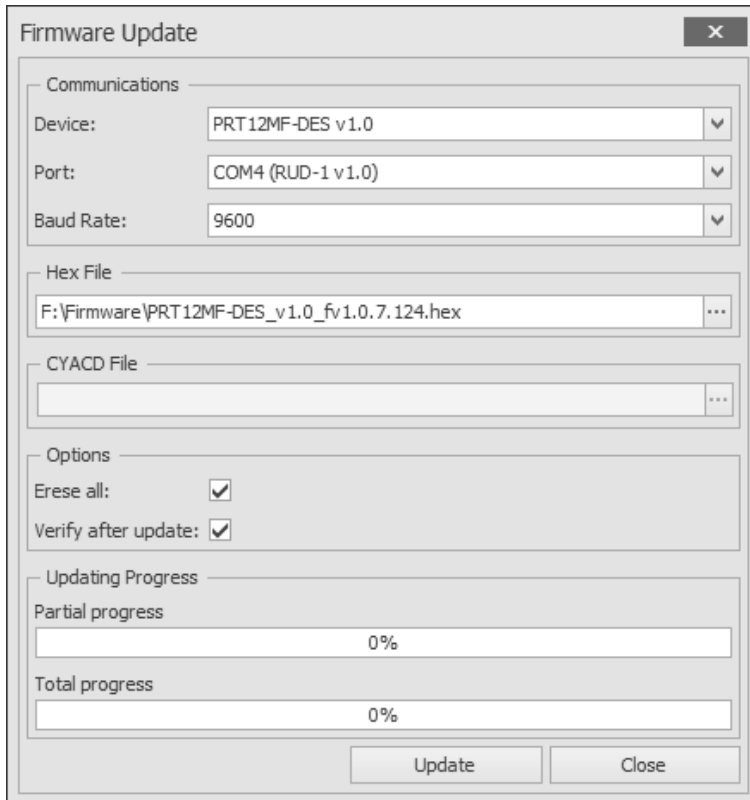 Firmware Update
Communications
Device: PRT12MF-DES v1.0
Port: COM4 (RUD-1 v1.0)
Baud Rate: 9600
Hex File
F:\Firmware\PRT12MF-DES_v1.0_fv1.0.7.124.hex ...
CYACD File
...
Options
Erese all:
Verify after update:
Updating Progress
Partial progress
0%
Total progress
0%
Update Close